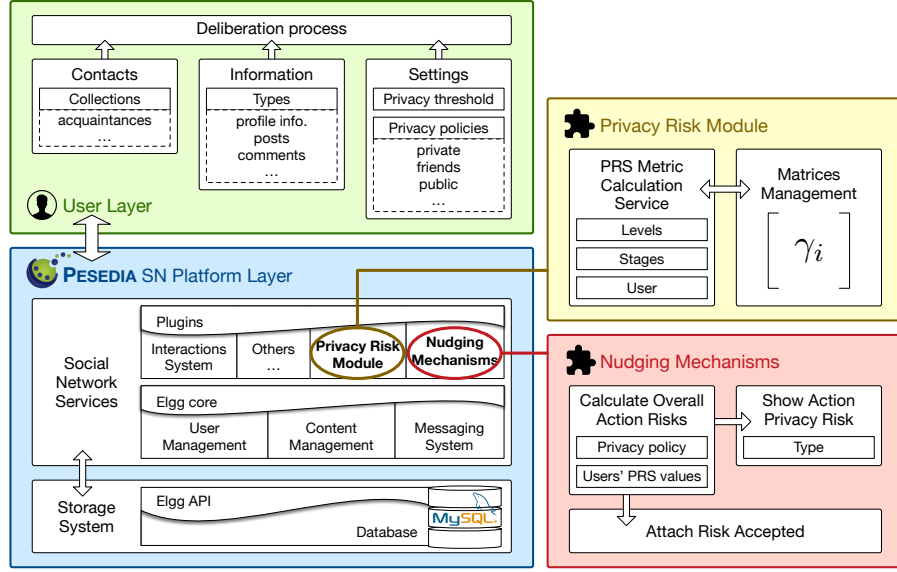 Deliberation process
Contacts
Collections
acquaintances
...
Information
Types
profile info.
posts
comments
...
Settings
Privacy threshold
Privacy policies
private
friends
public
...
User Layer
PESEDIA SN Platform Layer
Social
Network
Services
Plugins
Interactions
System
Others
...
Privacy Risk
Module
Nudging
Mechanisms
Elgg core
User
Management
Content
Management
Messaging
System
Storage
System
Elgg API
Database
MySQL®
Privacy Risk Module
PRS Metric
Calculation
Service
Levels
Stages
User
Matrices
Management
[ γi ]
Nudging Mechanisms
Calculate Overall
Action Risks
Privacy policy
Users' PRS values
Show Action
Privacy Risk
Type
Attach Risk Accepted